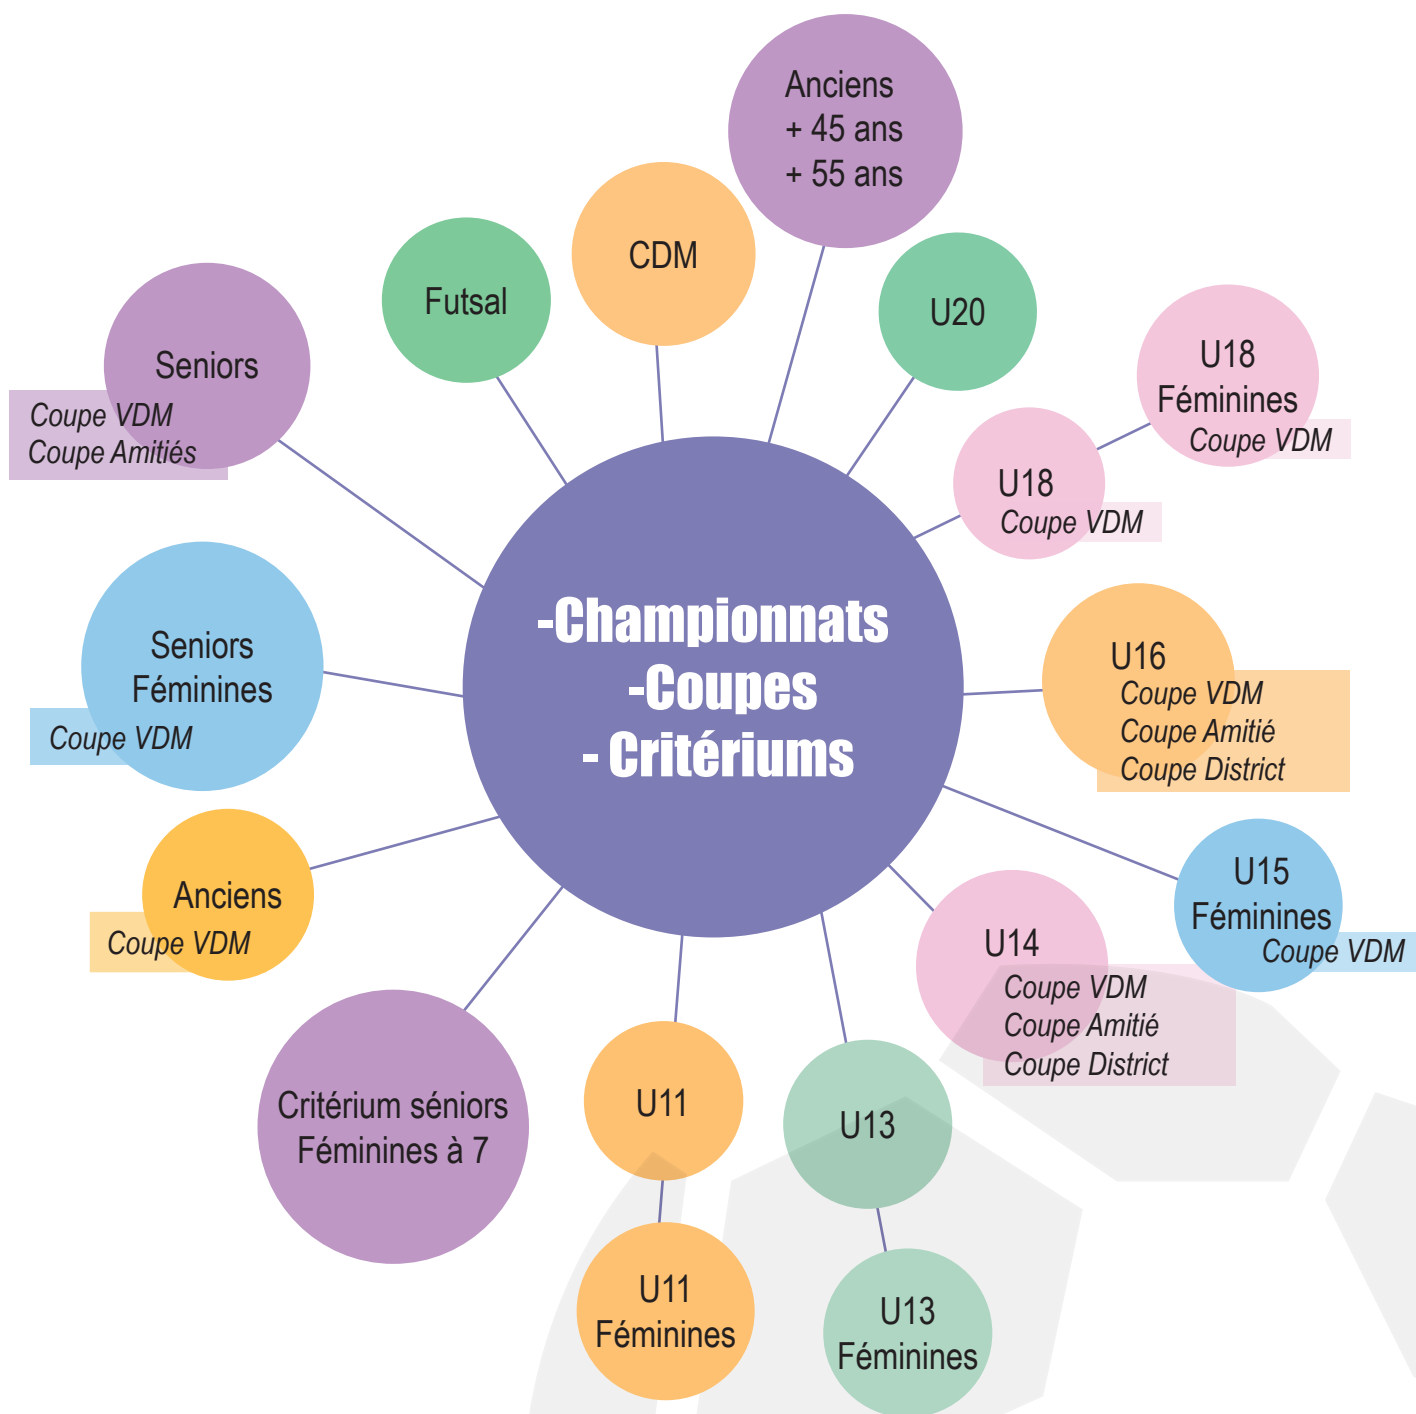 Anciens
+ 45 ans
+ 55 ans
CDM
Futsal
U20
Seniors
Coupe VDM
Coupe Amitiés
U18
Féminines
Coupe VDM
U18
Coupe VDM
-Championnats
-Coupes
- Critériums
Seniors
Féminines
Coupe VDM
U16
Coupe VDM
Coupe Amitié
Coupe District
Anciens
Coupe VDM
U15
Féminines
Coupe VDM
U14
Coupe VDM
Coupe Amitié
Coupe District
Critérium séniors
Féminines à 7
U11
U13
U11
Féminines
U13
Féminines